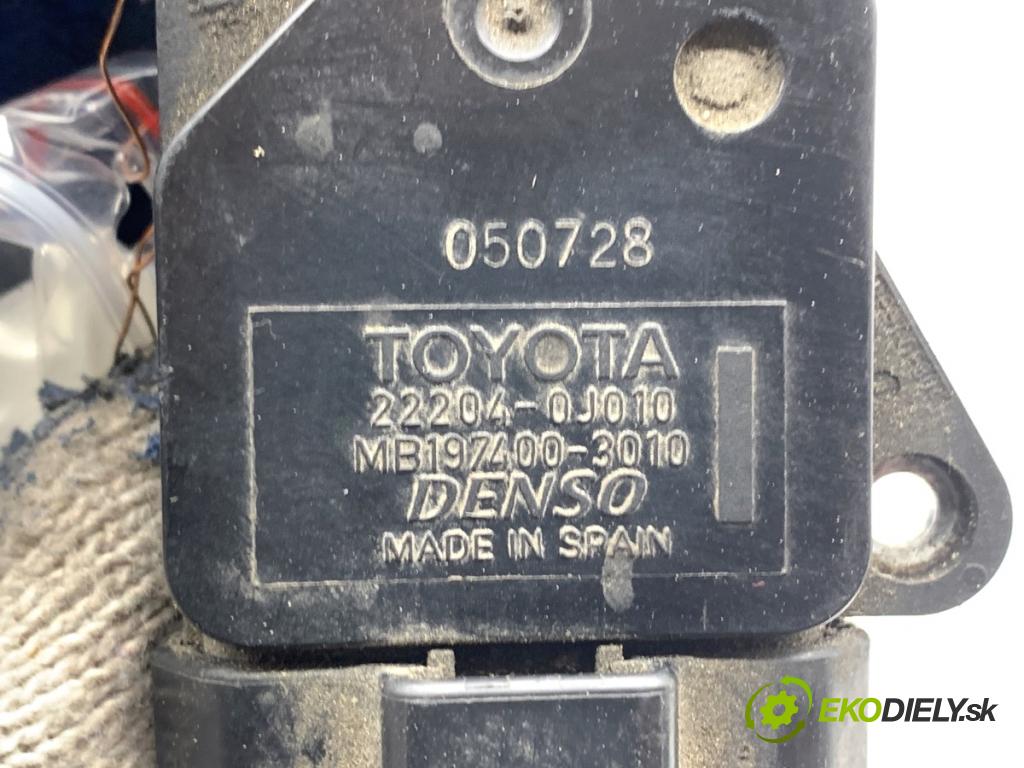 050728
TOYOTA
22204-0J010
MB197400-3010
DENSO
MADE IN SPAIN
EKODIELY.sk